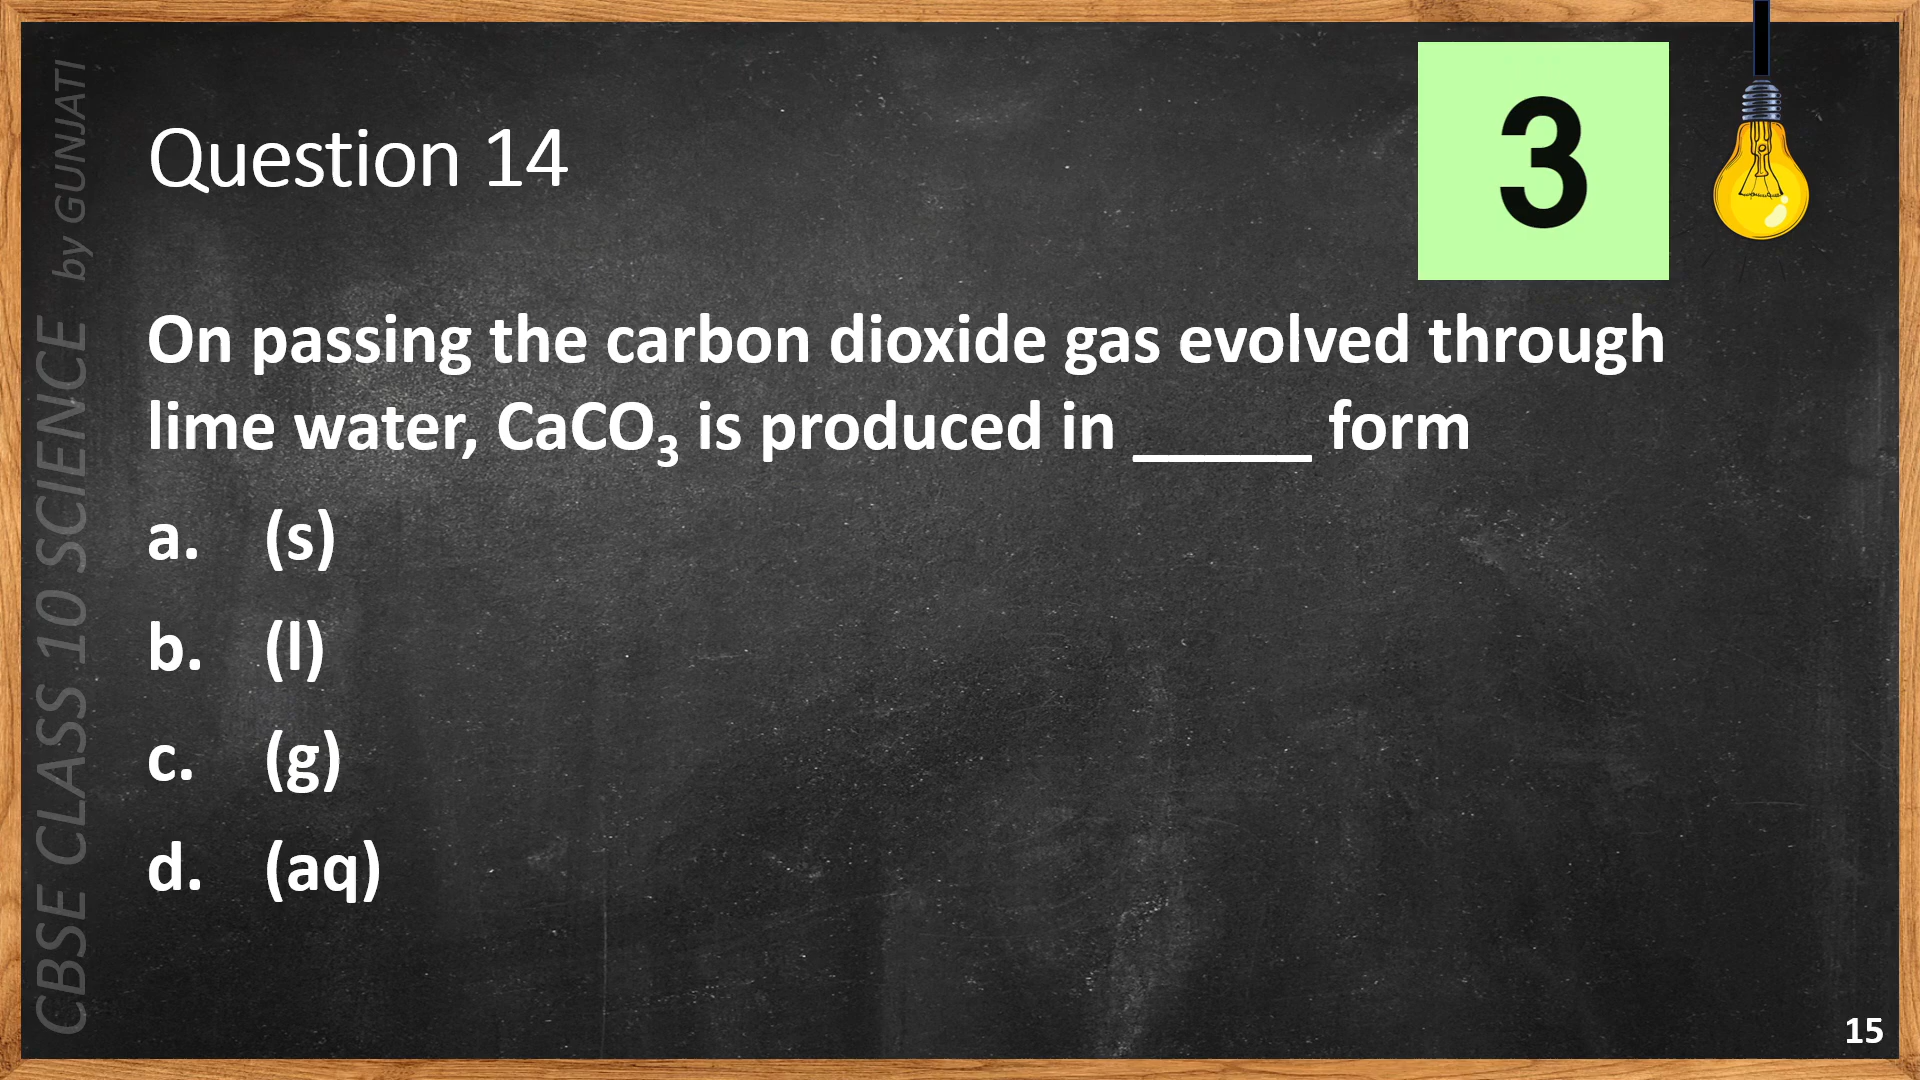 Question 14
3
On passing the carbon dioxide gas evolved through
lime water, CaCO₃ is produced in _____ form
a. (s)
b. (l)
c. (g)
d. (aq)
CBSE CLASS 10 SCIENCE by GUNJATI
15